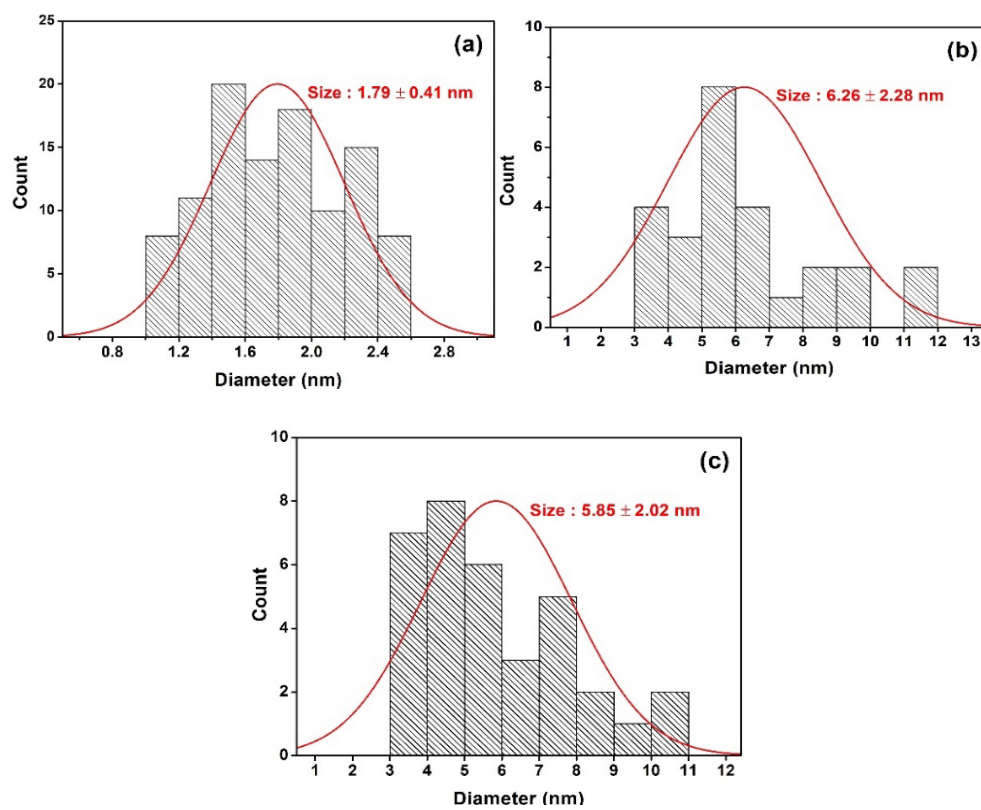 (a)
Size : 1.79 ± 0.41 nm
25
20
15
10
5
0
Count
0.8 1.2 1.6 2.0 2.4 2.8
Diameter (nm)
(b)
Size : 6.26 ± 2.28 nm
10
8
6
4
2
0
Count
1 2 3 4 5 6 7 8 9 10 11 12 13
Diameter (nm)
(c)
Size : 5.85 ± 2.02 nm
10
8
6
4
2
0
Count
1 2 3 4 5 6 7 8 9 10 11 12
Diameter (nm)